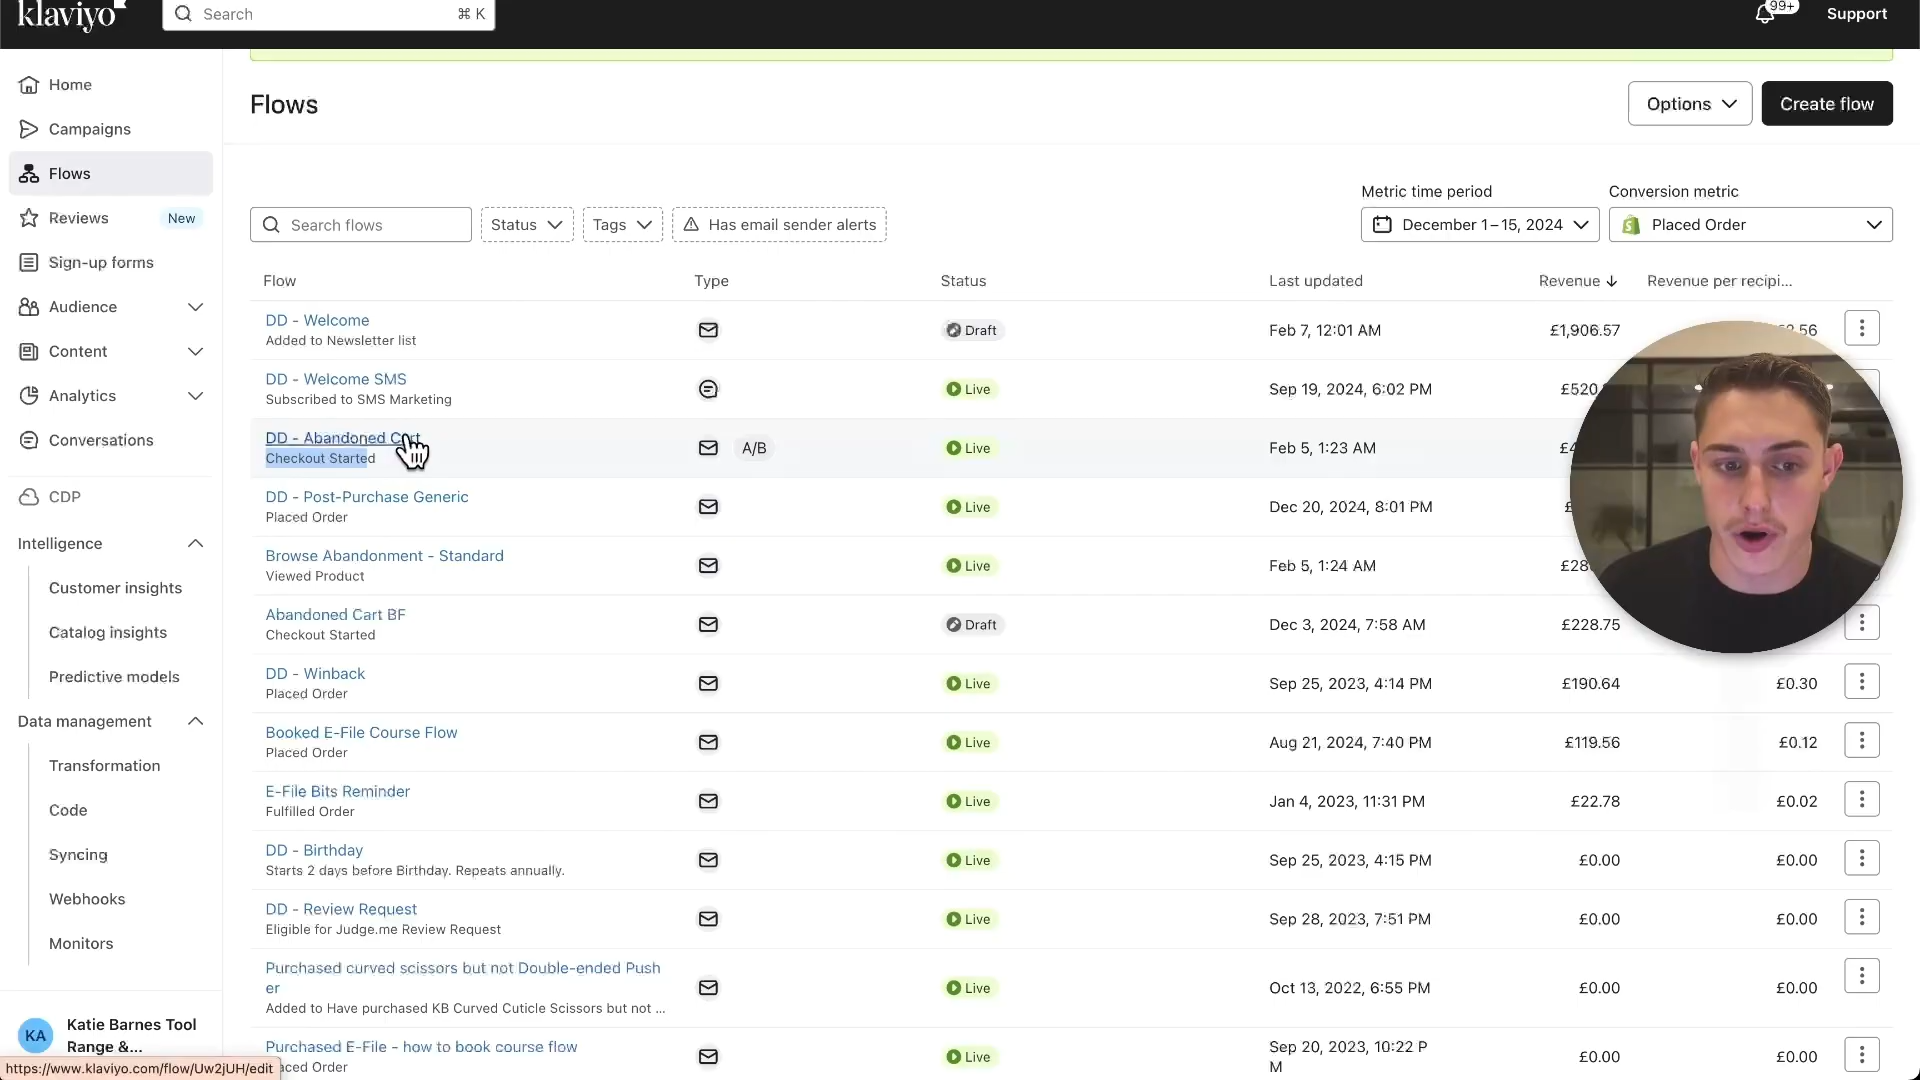 klaviyo
Search
⌘ K
99+
Support
Home
Campaigns
Flows
Reviews New
Sign-up forms
Audience
Content
Analytics
Conversations
CDP
Intelligence
Customer insights
Catalog insights
Predictive models
Data management
Transformation
Code
Syncing
Webhooks
Monitors
KA
Katie Barnes Tool
Range &...
https://www.klaviyo.com/flow/Uw2jUH/edit
Flows
Options
Create flow
Metric time period
Conversion metric
Search flows
Status
Tags
Has email sender alerts
December 1–15, 2024
Placed Order
Flow Type Status Last updated Revenue Revenue per recipi...
DD - Welcome
Added to Newsletter list
Draft Feb 7, 12:01 AM £1,906.57
DD - Welcome SMS
Subscribed to SMS Marketing
Live Sep 19, 2024, 6:02 PM £520
DD - Abandoned Cart
Checkout Started
A/B Live Feb 5, 1:23 AM
DD - Post-Purchase Generic
Placed Order
Live Dec 20, 2024, 8:01 PM
Browse Abandonment - Standard
Viewed Product
Live Feb 5, 1:24 AM
Abandoned Cart BF
Checkout Started
Draft Dec 3, 2024, 7:58 AM £228.75
DD - Winback
Placed Order
Live Sep 25, 2023, 4:14 PM £190.64 £0.30
Booked E-File Course Flow
Placed Order
Live Aug 21, 2024, 7:40 PM £119.56 £0.12
E-File Bits Reminder
Fulfilled Order
Live Jan 4, 2023, 11:31 PM £22.78 £0.02
DD - Birthday
Starts 2 days before Birthday. Repeats annually.
Live Sep 25, 2023, 4:15 PM £0.00 £0.00
DD - Review Request
Eligible for Judge.me Review Request
Live Sep 28, 2023, 7:51 PM £0.00 £0.00
Purchased curved scissors but not Double-ended Push
er
Added to Have purchased KB Curved Cuticle Scissors but not ...
Live Oct 13, 2022, 6:55 PM £0.00 £0.00
Purchased E-File - how to book course flow
aced Order
Live Sep 20, 2023, 10:22 P
M
£0.00 £0.00